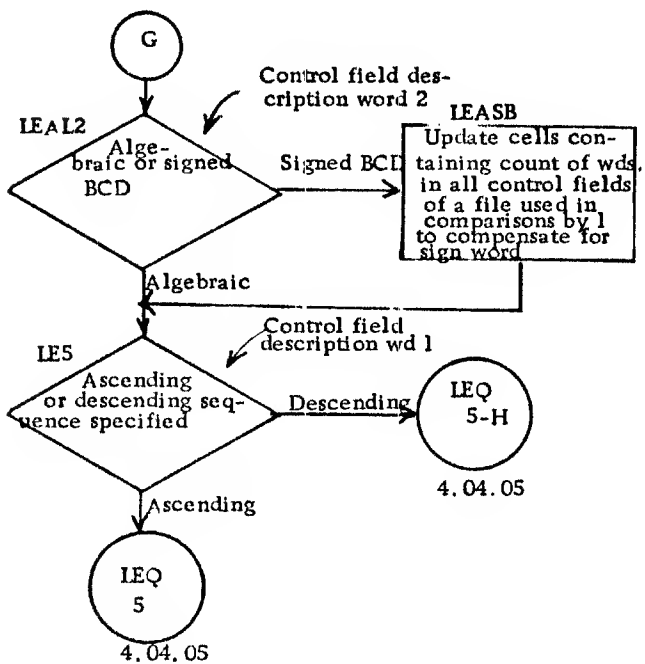 G
Control field des-
cription word 2
LEAL2
Alge-
braic or signed
BCD
Signed BCD
LEASB
Update cells con-
taining count of wds.
in all control fields
of a file used in
comparisons by 1
to compensate for
sign word
Algebraic
Control field
description wd 1
LE5
Ascending
or descending seq-
uence specified
Descending
LEQ
5-H
4.04.05
Ascending
LEQ
5
4.04.05